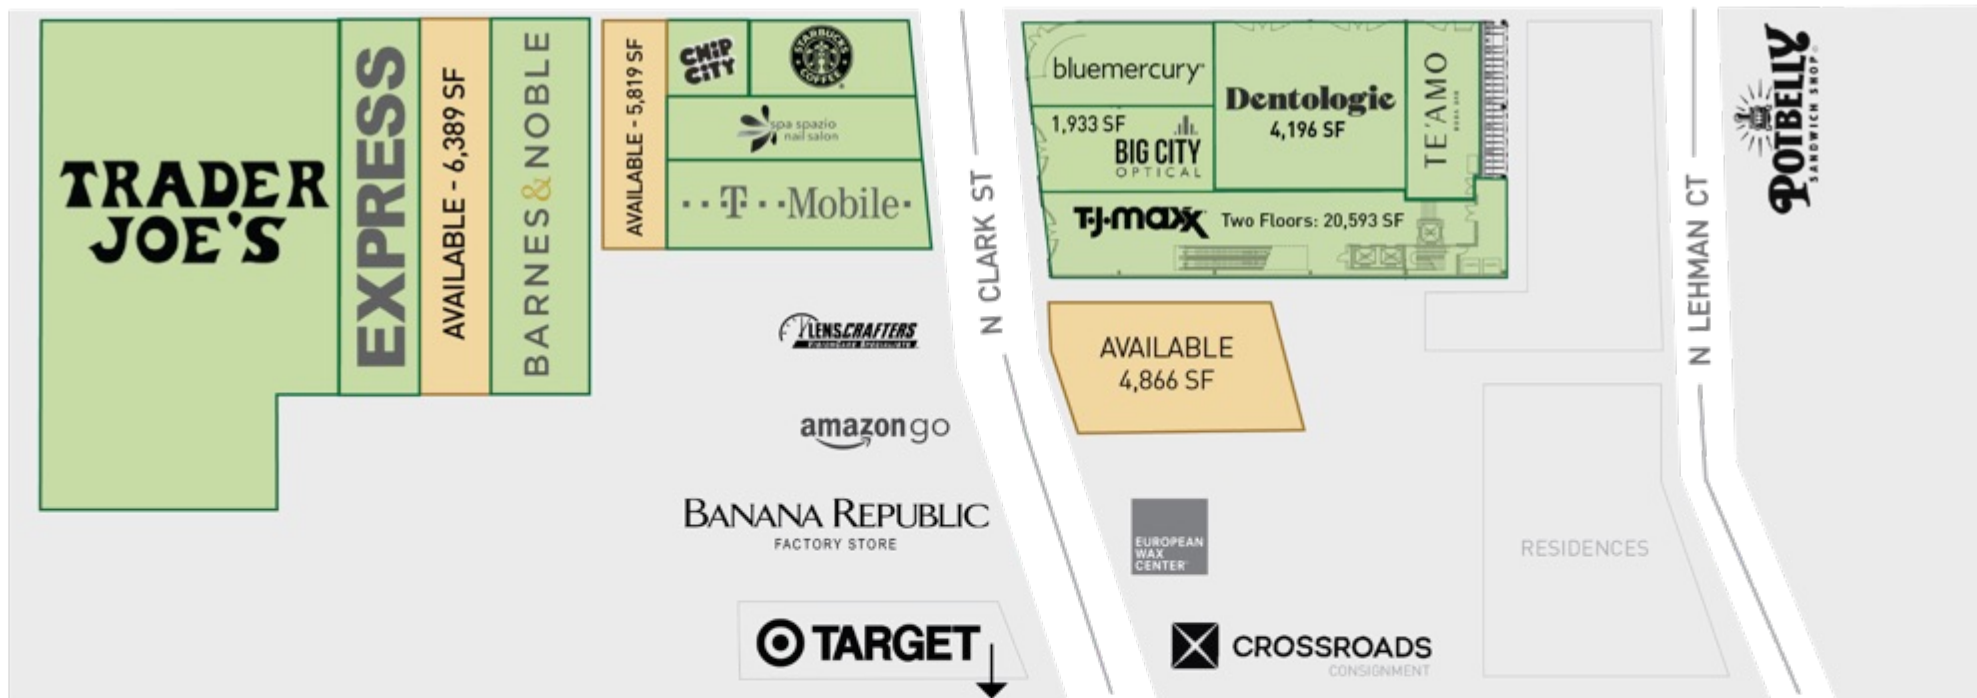 TRADER
JOE'S
EXPRESS
AVAILABLE - 6,389 SF
BARNES&NOBLE
AVAILABLE - 5,819 SF
CHIP
CITY
STARBUCKS
COFFEE
spa spazio
nail salon
T··Mobile·
LENSCRAFTERS
amazon go
BANANA REPUBLIC
FACTORY STORE
TARGET
N CLARK ST
bluemercury
1,933 SF
BIG CITY
OPTICAL
Dentologie
4,196 SF
TE'AMO
BOBA BAR
T·J·maxx
Two Floors: 20,593 SF
AVAILABLE
4,866 SF
EUROPEAN
WAX
CENTER
CROSSROADS
CONSIGNMENT
RESIDENCES
N LEHMAN CT
POTBELLY
SANDWICH SHOP